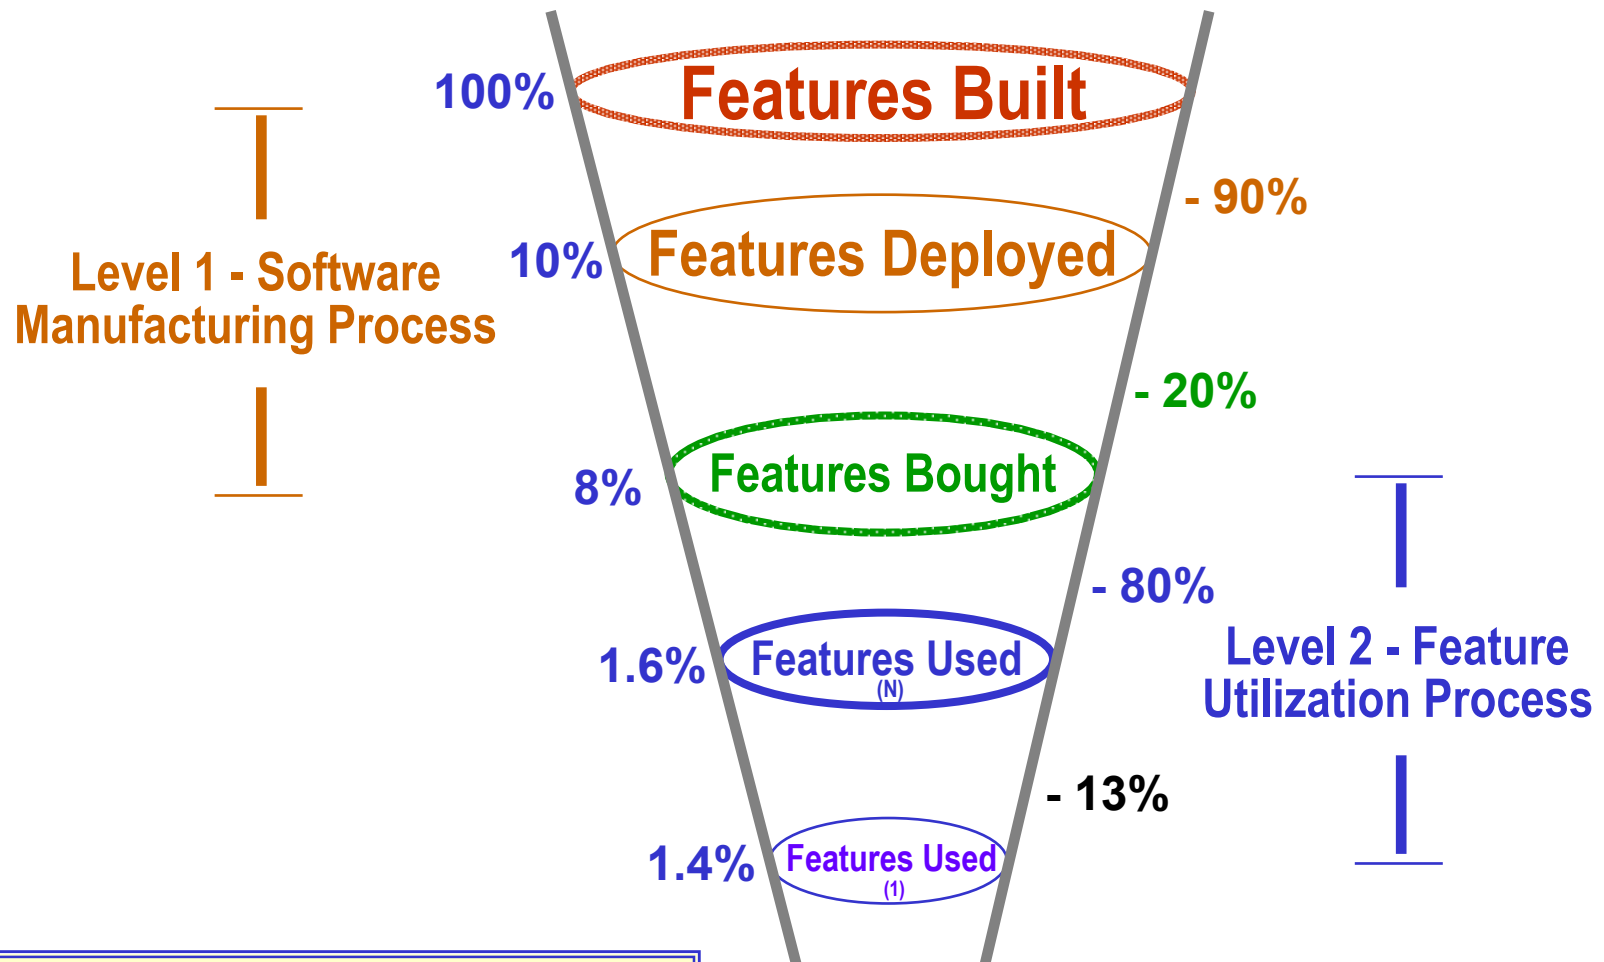 100%
Features Built
- 90%
10%
Features Deployed
Level 1 - Software
Manufacturing Process
- 20%
8%
Features Bought
- 80%
1.6%
Features Used
(N)
Level 2 - Feature
Utilization Process
- 13%
1.4%
Features Used
(1)